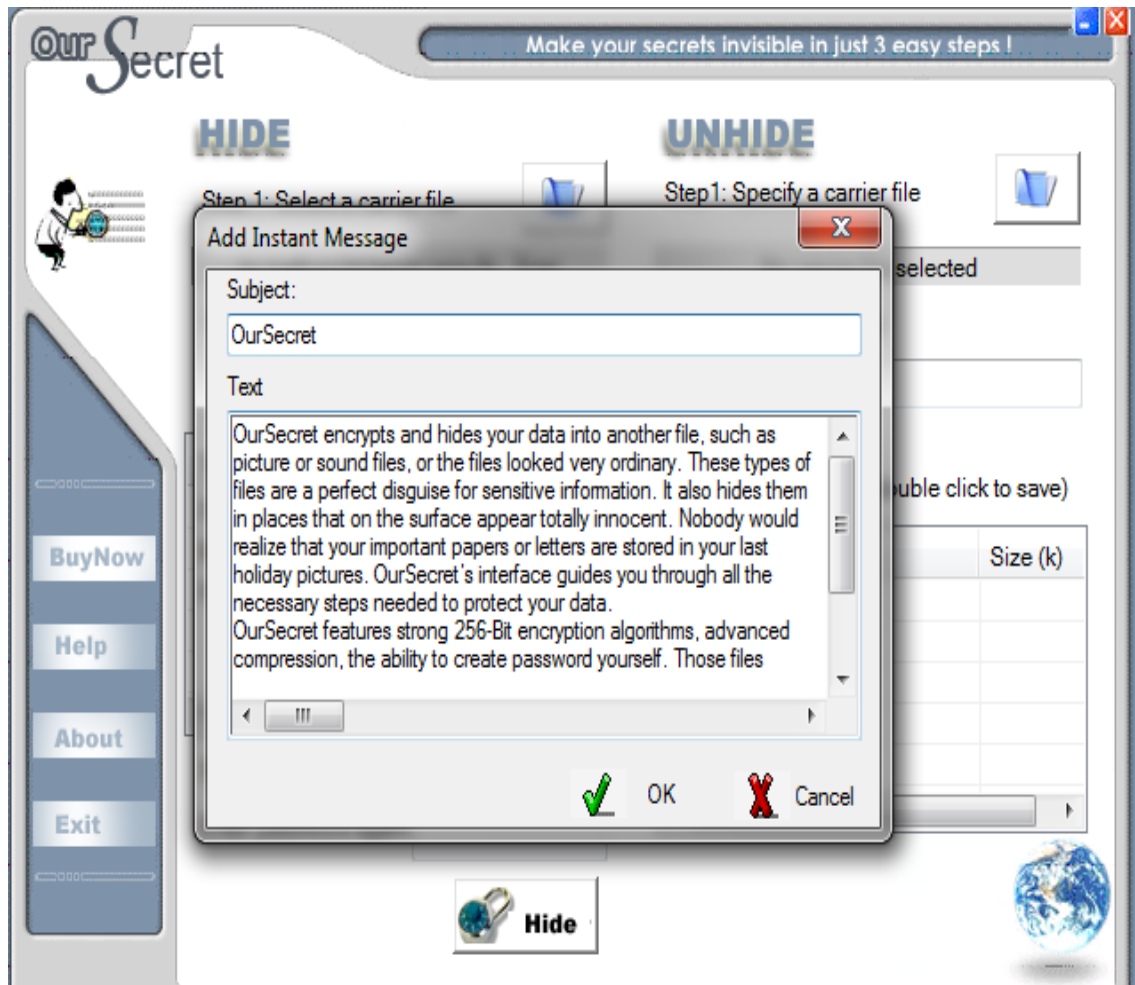 Our Secret
Make your secrets invisible in just 3 easy steps !
HIDE
UNHIDE
Step 1: Select a carrier file
Step1: Specify a carrier file
Add Instant Message
X
selected
Subject:
OurSecret
Text
OurSecret encrypts and hides your data into another file, such as
picture or sound files, or the files looked very ordinary. These types of
files are a perfect disguise for sensitive information. It also hides them
in places that on the surface appear totally innocent. Nobody would
realize that your important papers or letters are stored in your last
holiday pictures. OurSecret's interface guides you through all the
necessary steps needed to protect your data.
OurSecret features strong 256-Bit encryption algorithms, advanced
compression, the ability to create password yourself. Those files
uble click to save)
Size (k)
BuyNow
Help
About
Exit
OK
Cancel
Hide